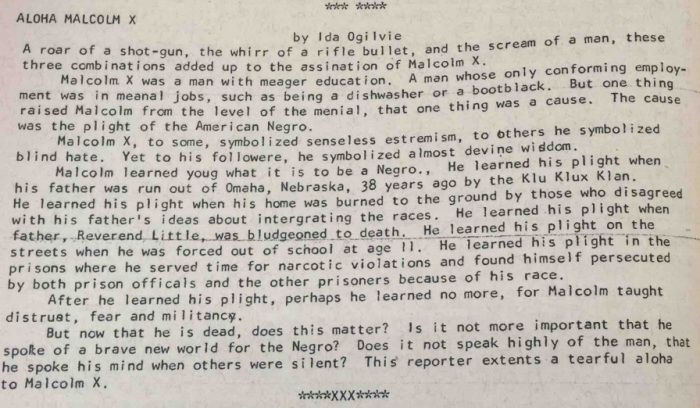 *** ****
ALOHA MALCOLM X
by Ida Ogilvie
A roar of a shot-gun, the whirr of a rifle bullet, and the scream of a man, these
three combinations added up to the assination of Malcolm X.
Malcolm X was a man with meager education. A man whose only conforming employ-
ment was in meanal jobs, such as being a dishwasher or a bootblack. But one thing
raised Malcolm from the level of the menial, that one thing was a cause. The cause
was the plight of the American Negro.
Malcolm X, to some, symbolized senseless estremism, to others he symbolized
blind hate. Yet to his followere, he symbolized almost devine widdom.
Malcolm learned youg what it is to be a Negro., He learned his plight when
his father was run out of Omaha, Nebraska, 38 years ago by the Klu Klux Klan.
He learned his plight when his home was burned to the ground by those who disagreed
with his father's ideas about intergrating the races. He learned his plight when
father, Reverend Little, was bludgeoned to death. He learned his plight on the
streets when he was forced out of school at age 11. He learned his plight in the
prisons where he served time for narcotic violations and found himself persecuted
by both prison officals and the other prisoners because of his race.
After he learned his plight, perhaps he learned no more, for Malcolm taught
distrust, fear and militancy.
But now that he is dead, does this matter? Is it not more important that he
spoke of a brave new world for the Negro? Does it not speak highly of the man, that
he spoke his mind when others were silent? This reporter extents a tearful aloha
to Malcolm X.
****XXX****